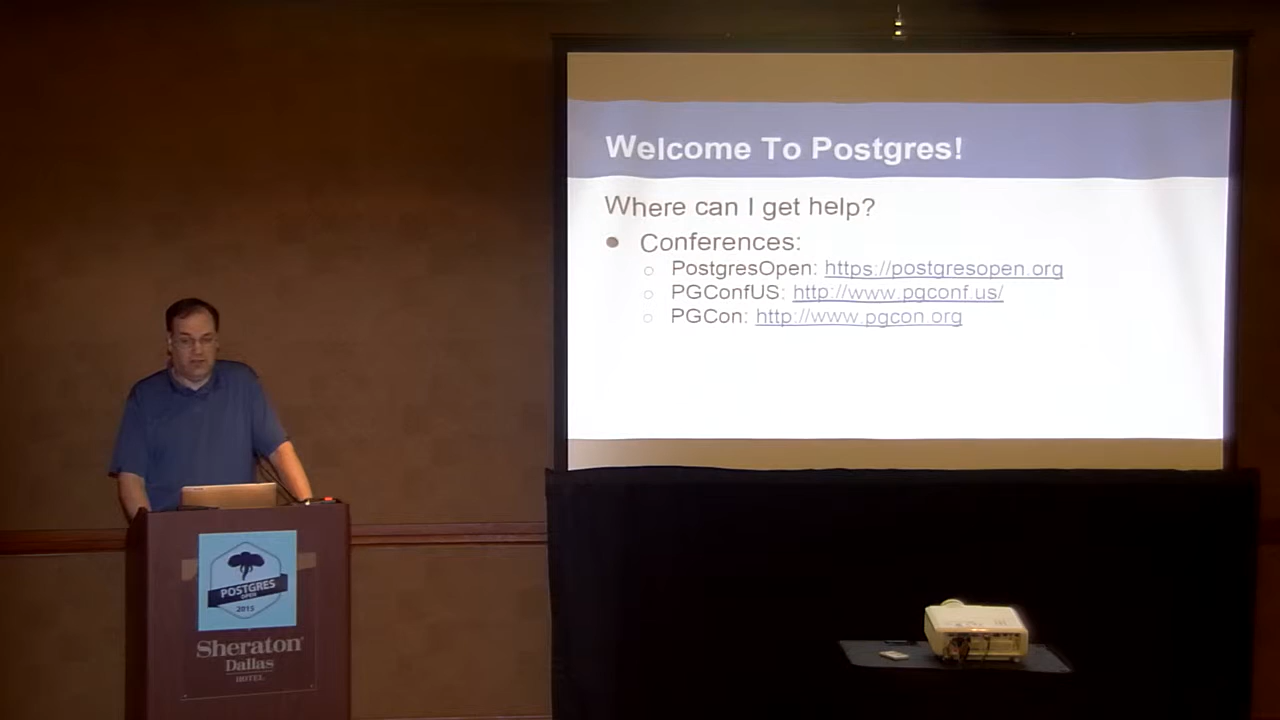 Welcome To Postgres!
Where can I get help?
● Conferences:
○ PostgresOpen: https://postgresopen.org
○ PGConfUS: http://www.pgconf.us/
○ PGCon: http://www.pgcon.org
POSTGRES
OPEN
2015
Sheraton
Dallas
HOTEL